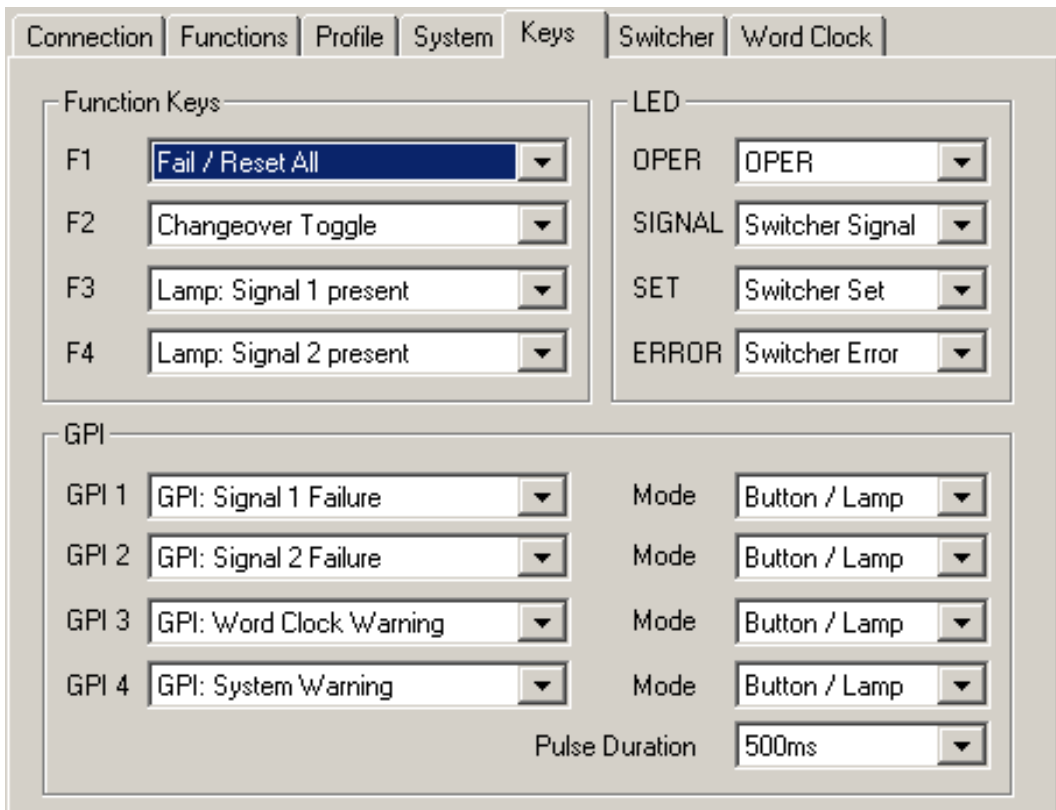 Connection Functions Profile System Keys Switcher Word Clock
Function Keys
F1 Fail / Reset All
F2 Changeover Toggle
F3 Lamp: Signal 1 present
F4 Lamp: Signal 2 present
LED
OPER OPER
SIGNAL Switcher Signal
SET Switcher Set
ERROR Switcher Error
GPI
GPI 1 GPI: Signal 1 Failure Mode Button / Lamp
GPI 2 GPI: Signal 2 Failure Mode Button / Lamp
GPI 3 GPI: Word Clock Warning Mode Button / Lamp
GPI 4 GPI: System Warning Mode Button / Lamp
Pulse Duration 500ms